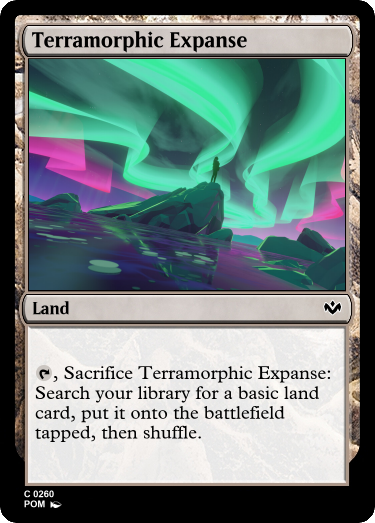 Terramorphic Expanse
Land
, Sacrifice Terramorphic Expanse:
Search your library for a basic land
card, put it onto the battlefield
tapped, then shuffle.
C 0260
POM